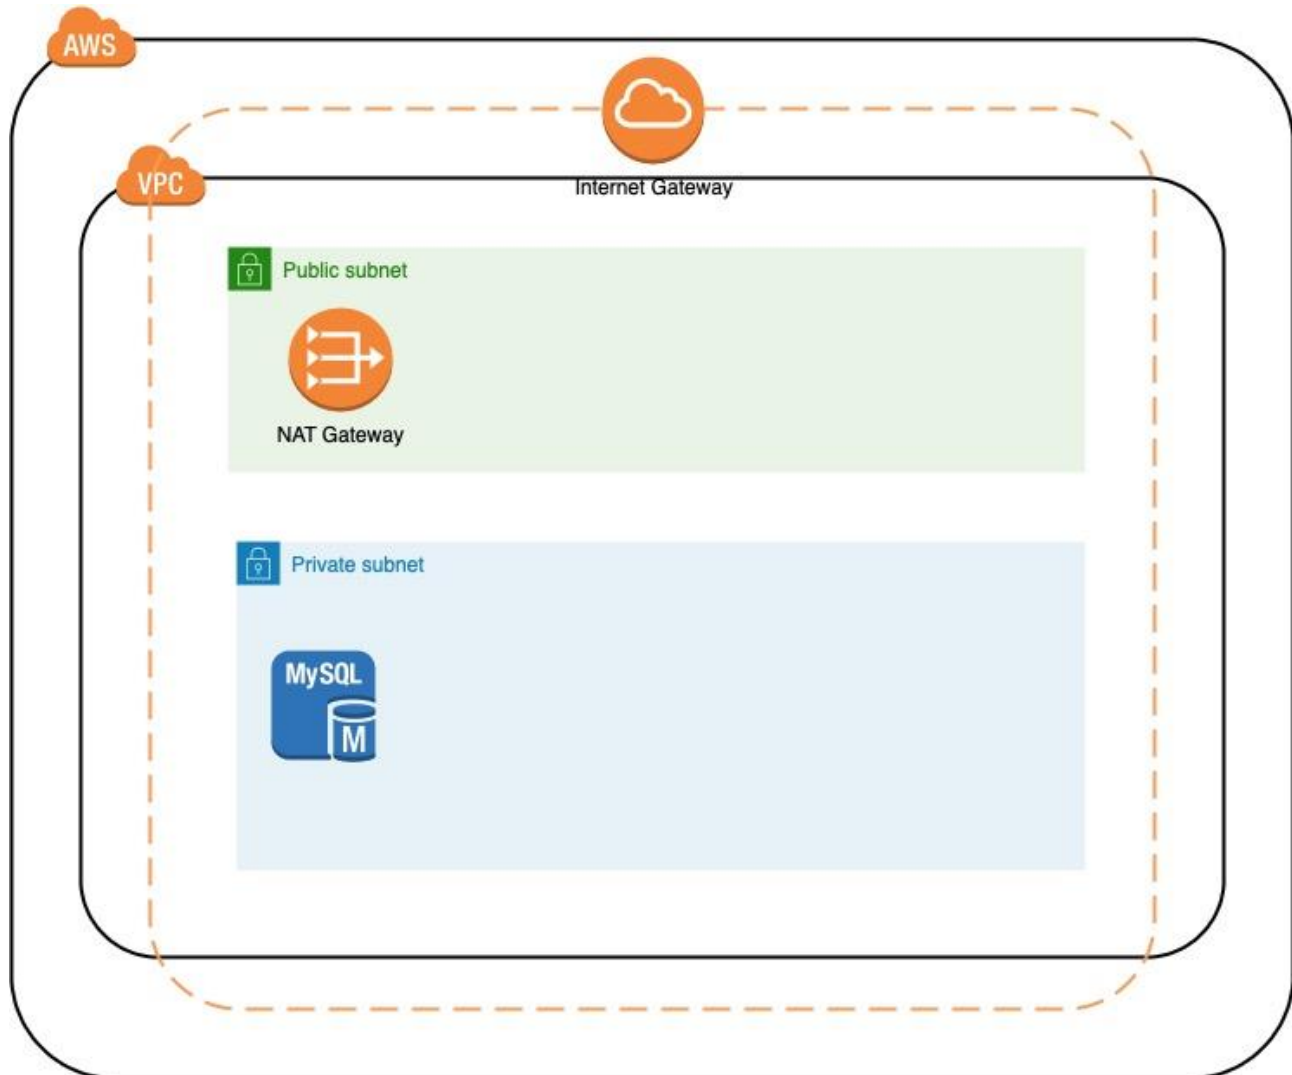 AWS
VPC
Internet Gateway
Public subnet
NAT Gateway
Private subnet
MySQL
M